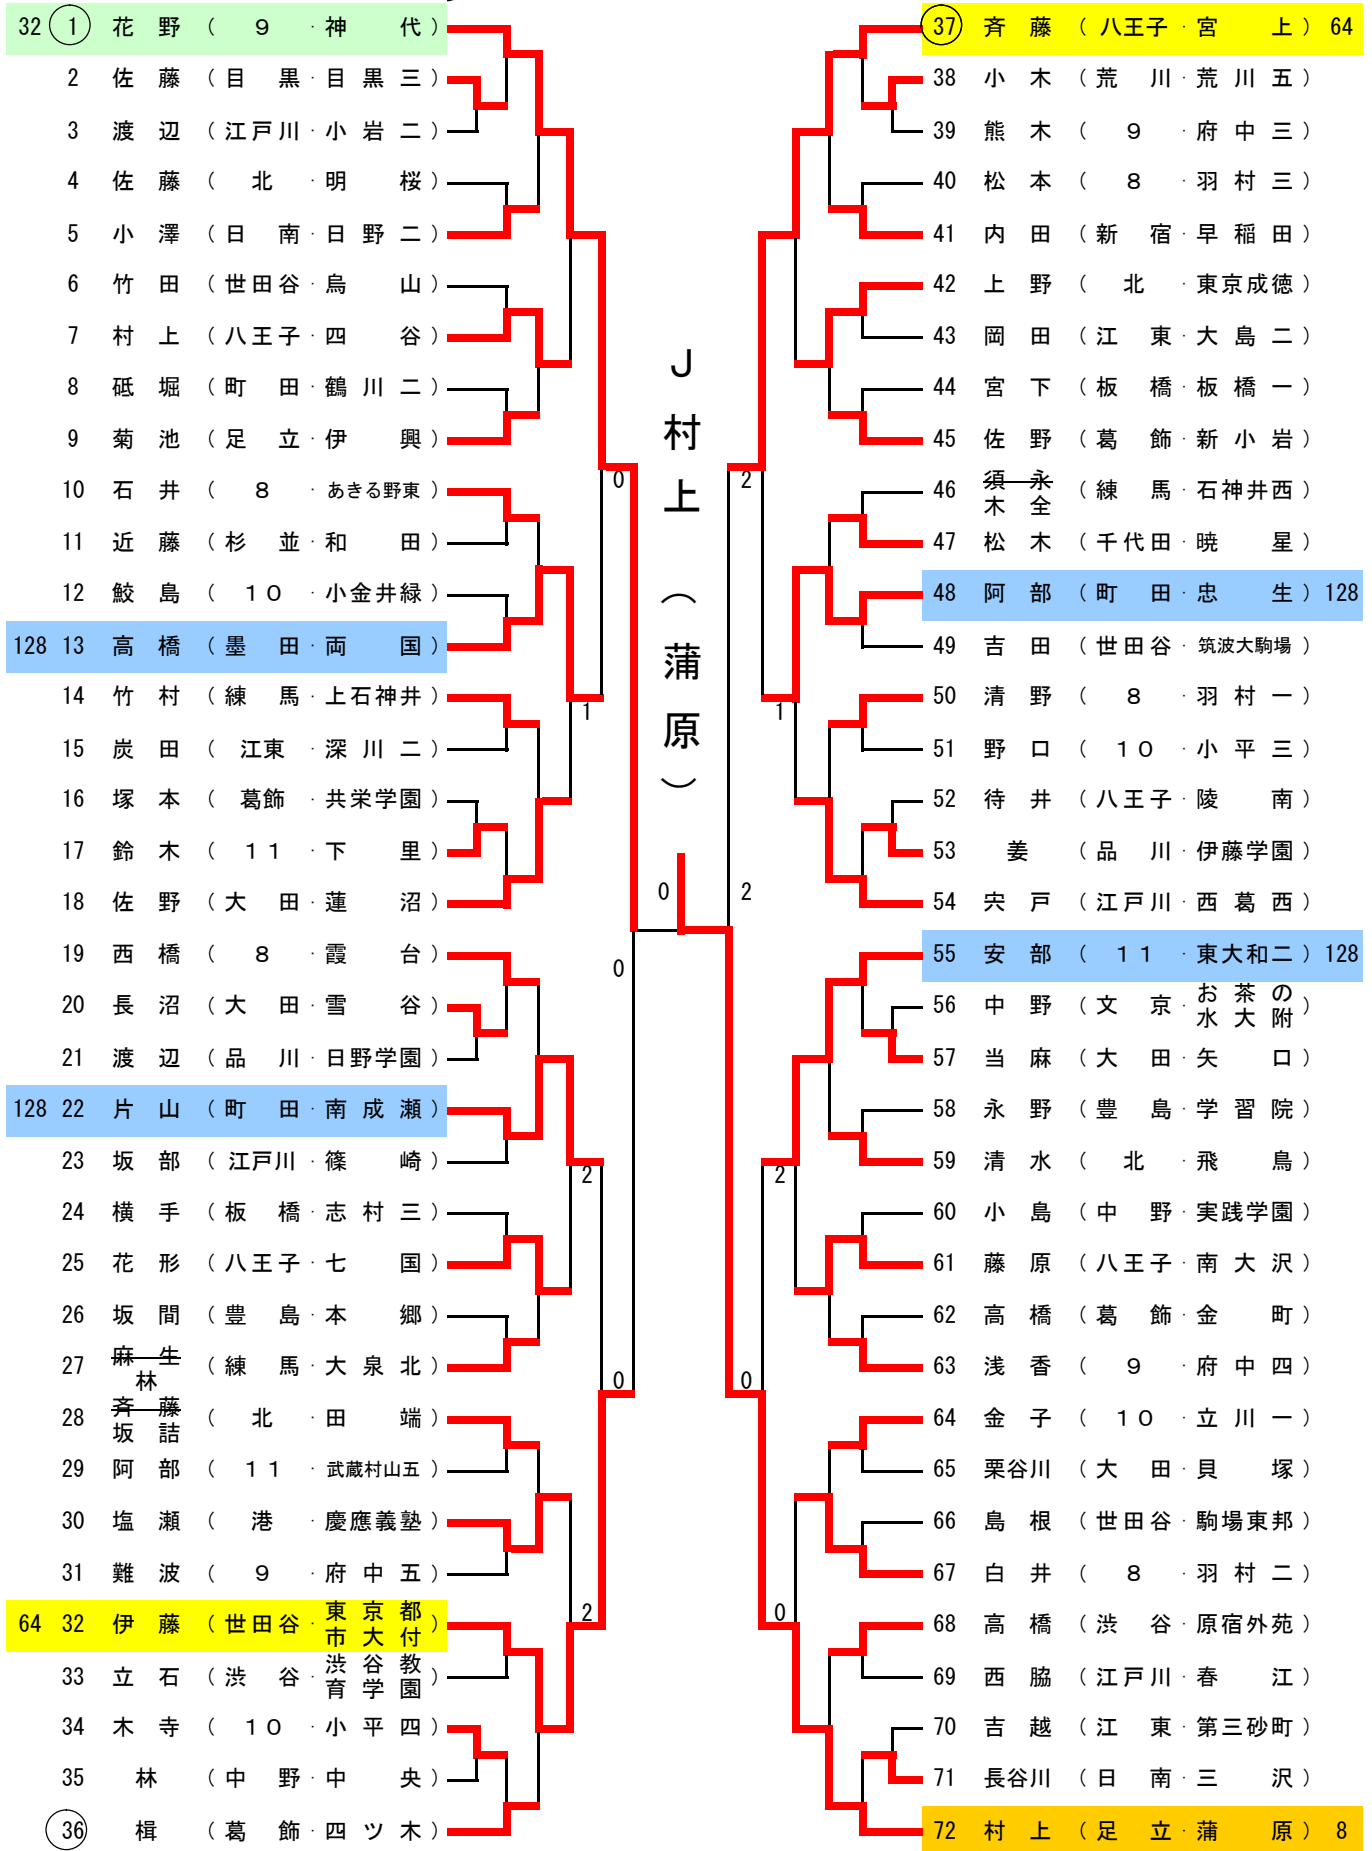 32 1 花野（9・神代）
2 佐藤（目黒・目黒三）
3 渡辺（江戸川・小岩二）
4 佐藤（北・明桜）
5 小澤（日南・日野二）
6 竹田（世田谷・烏山）
7 村上（八王子・四谷）
8 砥堀（町田・鶴川二）
9 菊池（足立・伊興）
10 石井（8・あきる野東）
11 近藤（杉並・和田）
12 鮫島（10・小金井緑）
128 13 高橋（墨田・両国）
14 竹村（練馬・上石神井）
15 炭田（江東・深川二）
16 塚本（葛飾・共栄学園）
17 鈴木（11・下里）
18 佐野（大田・蓮沼）
19 西橋（8・霞台）
20 長沼（大田・雪谷）
21 渡辺（品川・日野学園）
128 22 片山（町田・南成瀬）
23 坂部（江戸川・篠崎）
24 横手（板橋・志村三）
25 花形（八王子・七国）
26 坂間（豊島・本郷）
27 麻生 林（練馬・大泉北）
28 斉藤 坂詰（北・田端）
29 阿部（11・武蔵村山五）
30 塩瀬（港・慶應義塾）
31 難波（9・府中五）
64 32 伊藤（世田谷・東京都市大付）
33 立石（渋谷・渋谷教育学園）
34 木寺（10・小平四）
35 林（中野・中央）
36 楫（葛飾・四ツ木）
0
1
0
2
0
2
J村上（蒲原）
0 2
2
1
2
0
0
37 斉藤（八王子・宮上）64
38 小木（荒川・荒川五）
39 熊木（9・府中三）
40 松本（8・羽村三）
41 内田（新宿・早稲田）
42 上野（北・東京成徳）
43 岡田（江東・大島二）
44 宮下（板橋・板橋一）
45 佐野（葛飾・新小岩）
46 須永 木全（練馬・石神井西）
47 松木（千代田・暁星）
48 阿部（町田・忠生）128
49 吉田（世田谷・筑波大駒場）
50 清野（8・羽村一）
51 野口（10・小平三）
52 待井（八王子・陵南）
53 姜（品川・伊藤学園）
54 宍戸（江戸川・西葛西）
55 安部（11・東大和二）128
56 中野（文京・お茶の水大附）
57 当麻（大田・矢口）
58 永野（豊島・学習院）
59 清水（北・飛鳥）
60 小島（中野・実践学園）
61 藤原（八王子・南大沢）
62 高橋（葛飾・金町）
63 浅香（9・府中四）
64 金子（10・立川一）
65 栗谷川（大田・貝塚）
66 島根（世田谷・駒場東邦）
67 白井（8・羽村二）
68 高橋（渋谷・原宿外苑）
69 西脇（江戸川・春江）
70 吉越（江東・第三砂町）
71 長谷川（日南・三沢）
72 村上（足立・蒲原）8